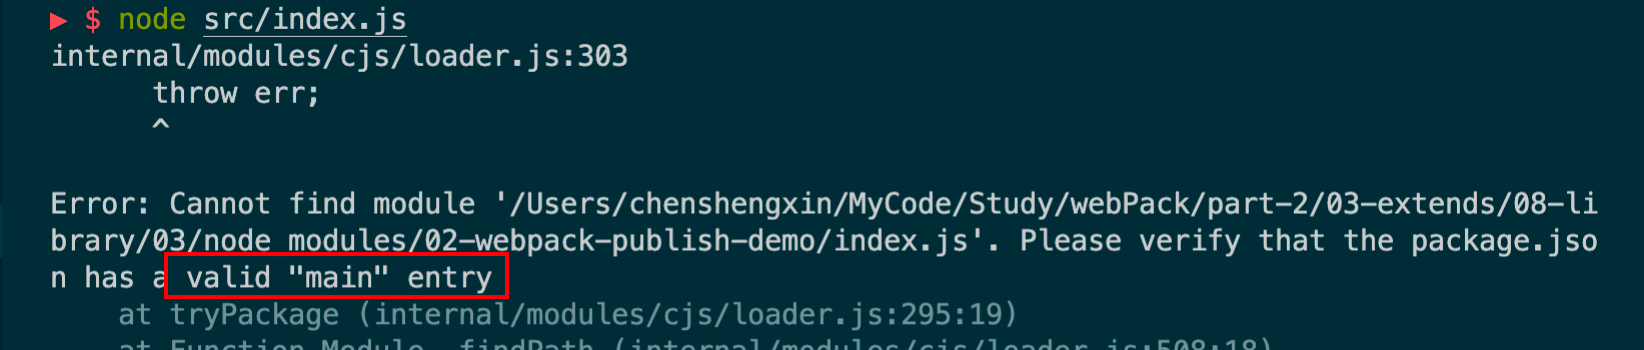 ▶ $ node src/index.js
internal/modules/cjs/loader.js:303
throw err;
^
Error: Cannot find module '/Users/chenshengxin/MyCode/Study/webPack/part-2/03-extends/08-li
brary/03/node_modules/02-webpack-publish-demo/index.js'. Please verify that the package.jso
n has a valid "main" entry
at tryPackage (internal/modules/cjs/loader.js:295:19)
at Function.Module._findPath (internal/modules/cjs/loader.js:508:18)